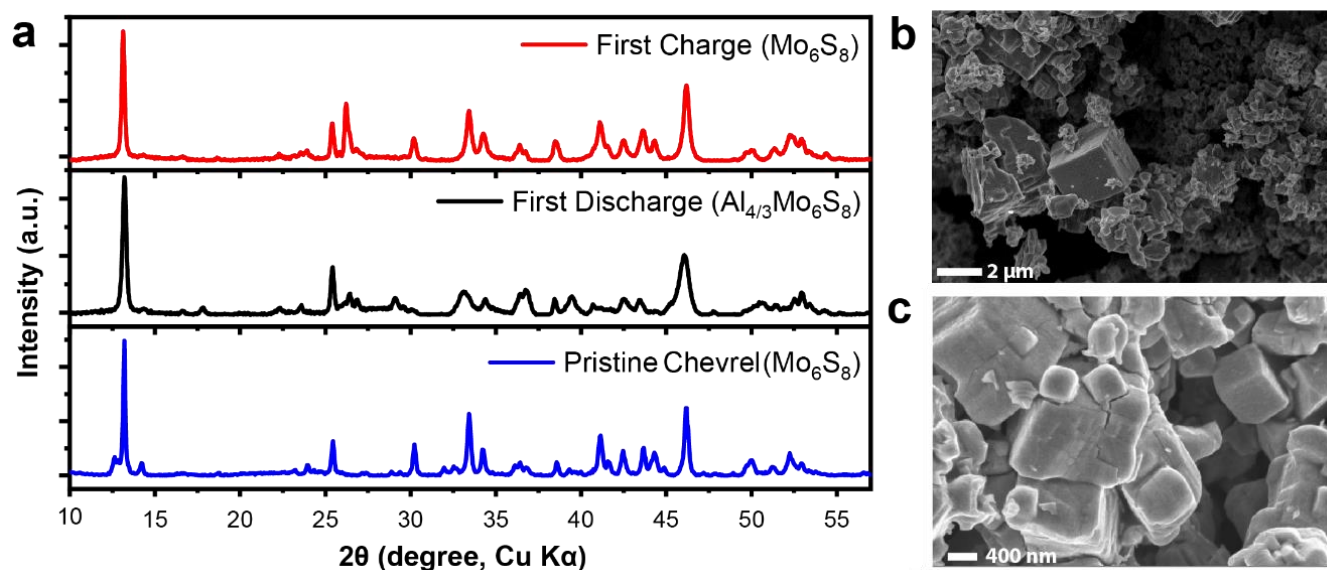 a
First Charge (Mo₆S₈)
First Discharge (Al₄/₃Mo₆S₈)
Pristine Chevrel (Mo₆S₈)
Intensity (a.u.)
10 15 20 25 30 35 40 45 50 55
2θ (degree, Cu Kα)
b
2 μm
c
400 nm